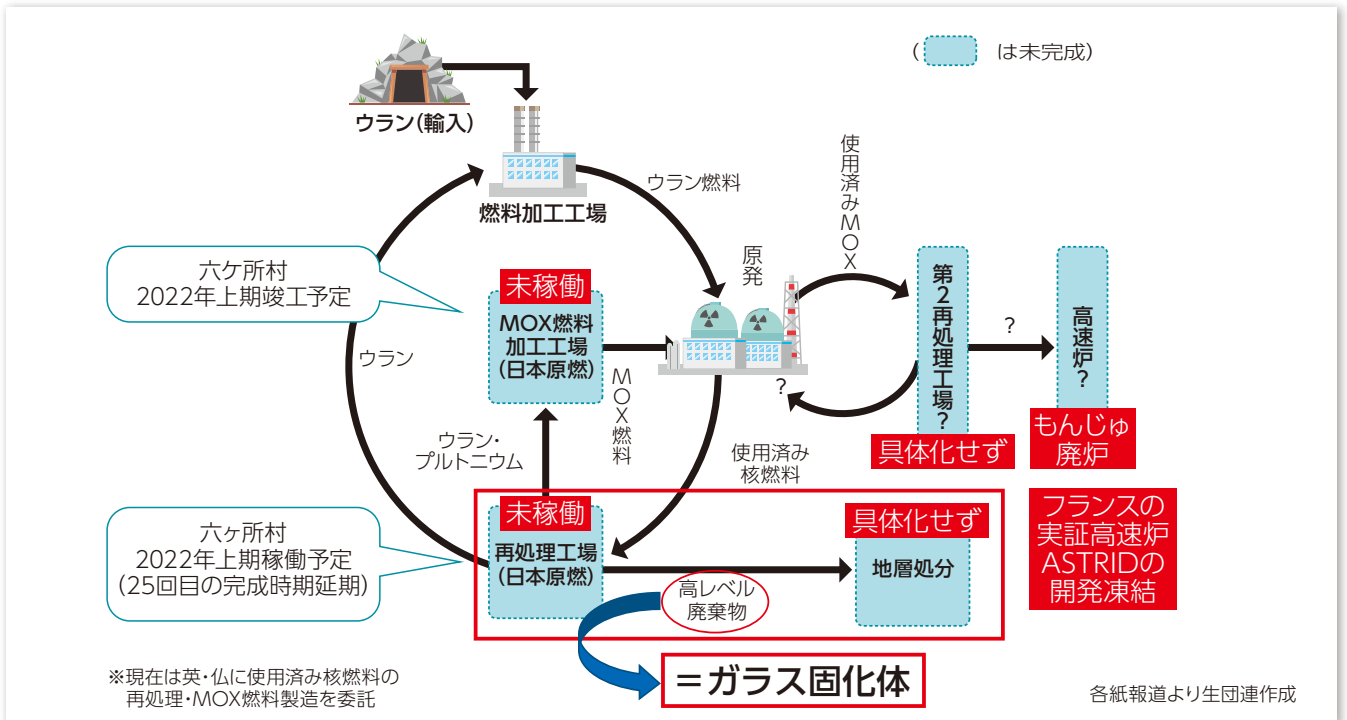 ( は未完成)
ウラン(輸入)
燃料加工工場
ウラン燃料
使用済みMOX
原発
六ケ所村
2022年上期竣工予定
未稼働
MOX燃料
加工工場
(日本原燃)
MOX燃料
第2再処理工場?
具体化せず
?
?
高速炉?
もんじゅ
廃炉
フランスの
実証高速炉
ASTRIDの
開発凍結
ウラン
ウラン・
プルトニウム
使用済み
核燃料
六ヶ所村
2022年上期稼働予定
(25回目の完成時期延期)
未稼働
再処理工場
(日本原燃)
高レベル
廃棄物
具体化せず
地層処分
=ガラス固化体
※現在は英・仏に使用済み核燃料の
再処理・MOX燃料製造を委託
各紙報道より生団連作成